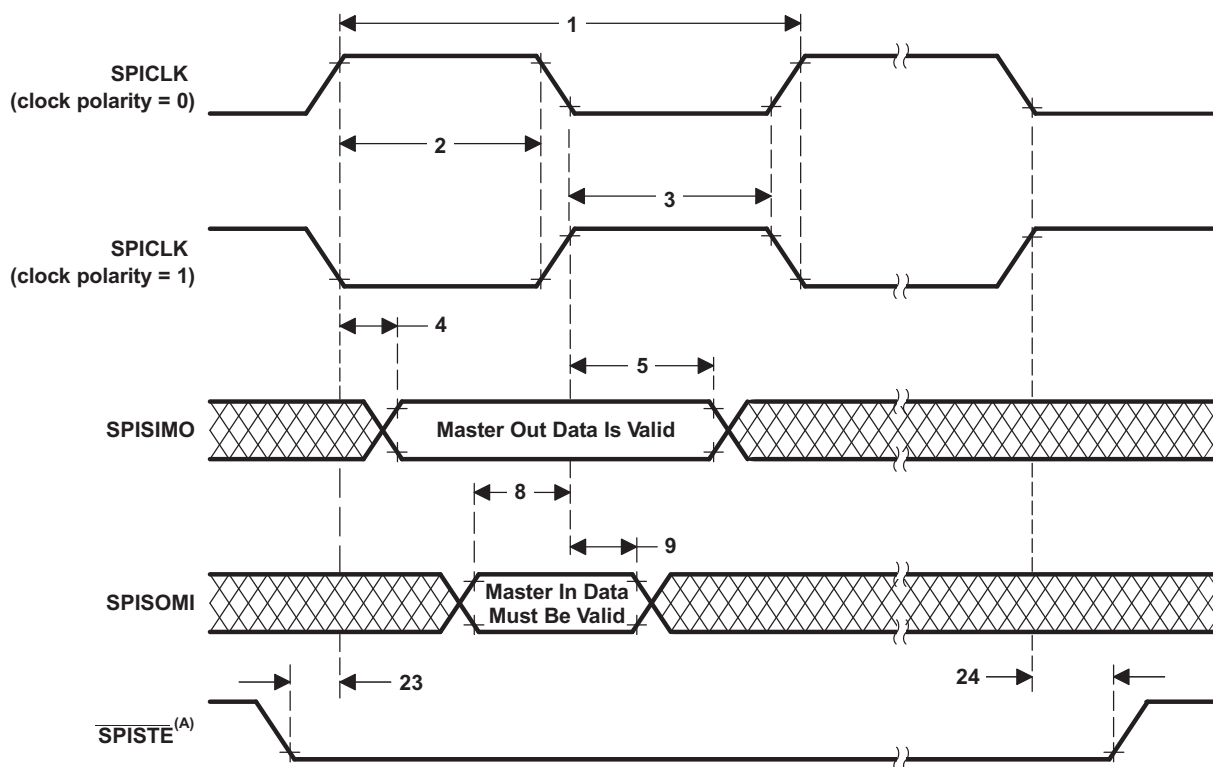 1
SPICLK
(clock polarity = 0)
2
3
SPICLK
(clock polarity = 1)
4
5
SPISIMO
Master Out Data Is Valid
8
9
SPISOMI
Master In Data
Must Be Valid
23
24
SPISTE(A)